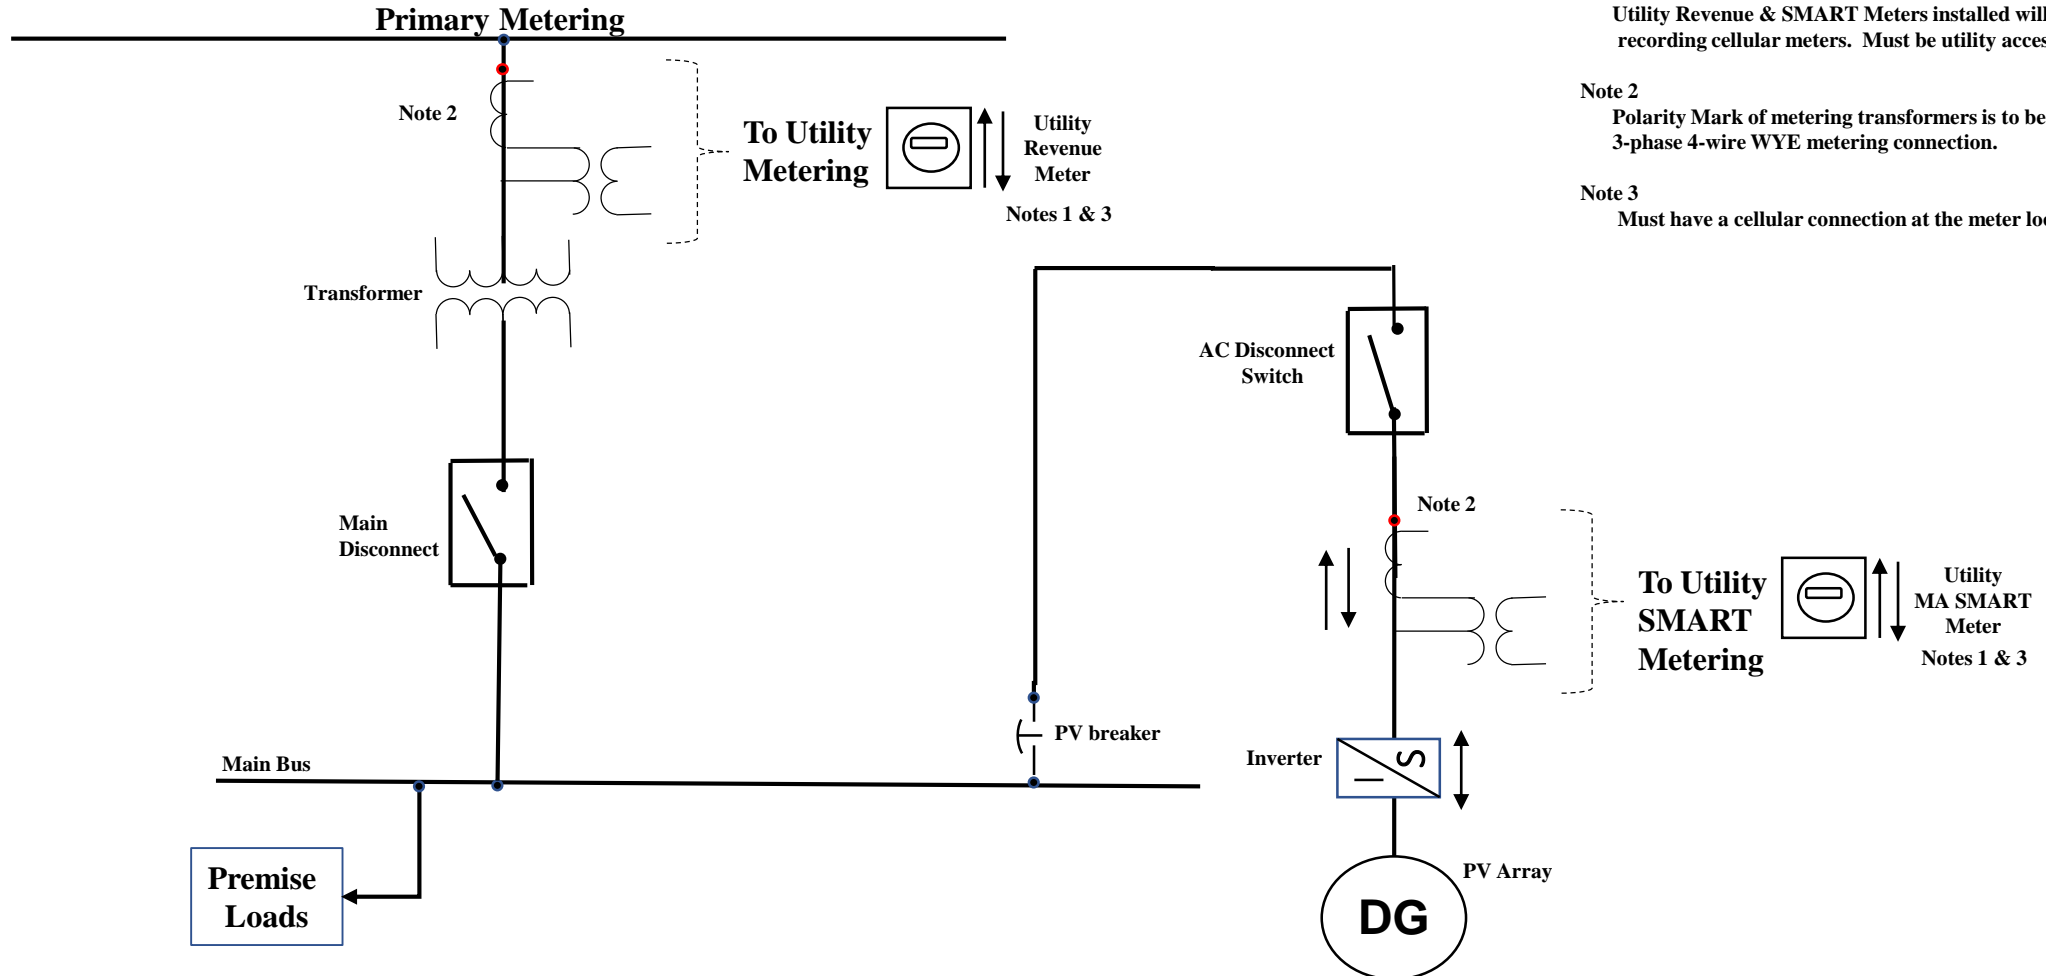 Primary Metering
Utility Revenue & SMART Meters installed will
recording cellular meters. Must be utility
Note 2
Polarity Mark of metering transformers is to be
3-phase 4-wire WYE metering connection.
Note 3
Must have a cellular connection at the meter
Note 2
To Utility
Metering
Utility
Revenue
Meter
Notes 1 & 3
Transformer
AC Disconnect
Switch
Main
Disconnect
Note 2
To Utility
SMART
Metering
Utility
MA SMART
Meter
Notes 1 & 3
PV breaker
Inverter
Main Bus
Premise
Loads
PV Array
DG